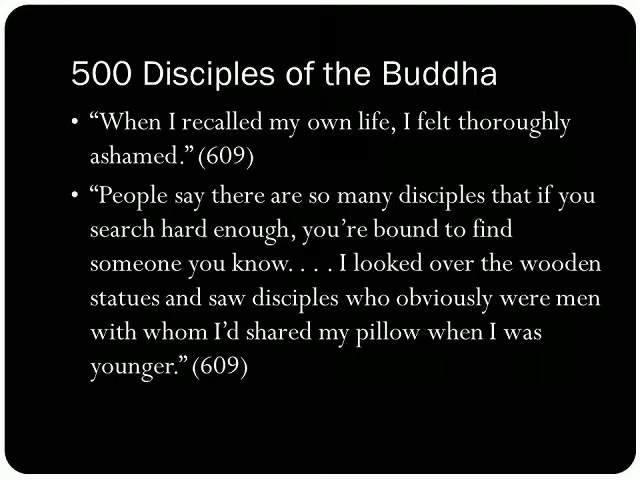 500 Disciples of the Buddha
• “When I recalled my own life, I felt thoroughly
ashamed.” (609)
• “People say there are so many disciples that if you
search hard enough, you’re bound to find
someone you know. . . . I looked over the wooden
statues and saw disciples who obviously were men
with whom I’d shared my pillow when I was
younger.” (609)